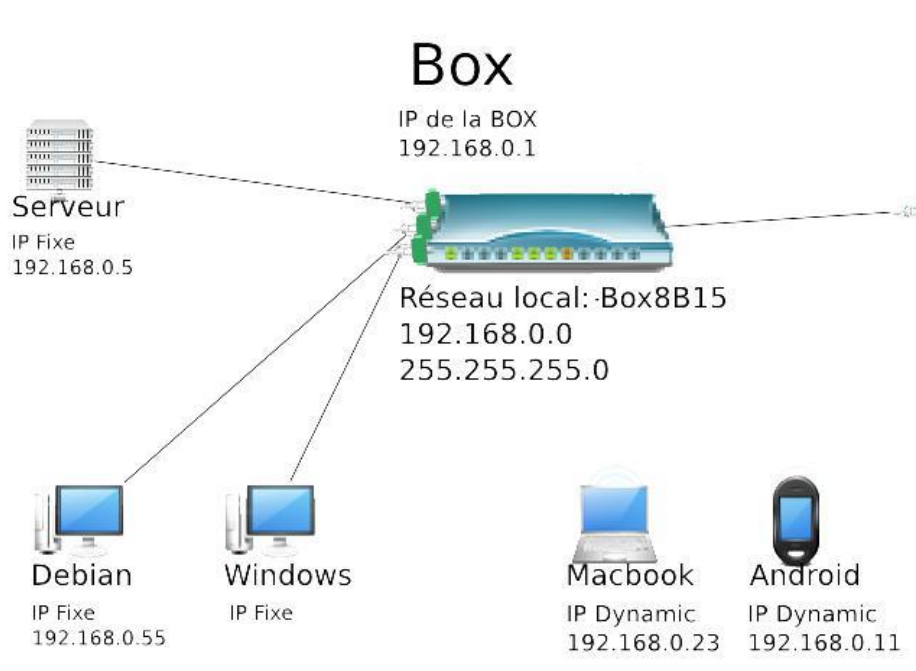 Box
IP de la BOX
192.168.0.1
Serveur
IP Fixe
192.168.0.5
Réseau local: Box8B15
192.168.0.0
255.255.255.0
Debian
IP Fixe
192.168.0.55
Windows
IP Fixe
Macbook
IP Dynamic
192.168.0.23
Android
IP Dynamic
192.168.0.11